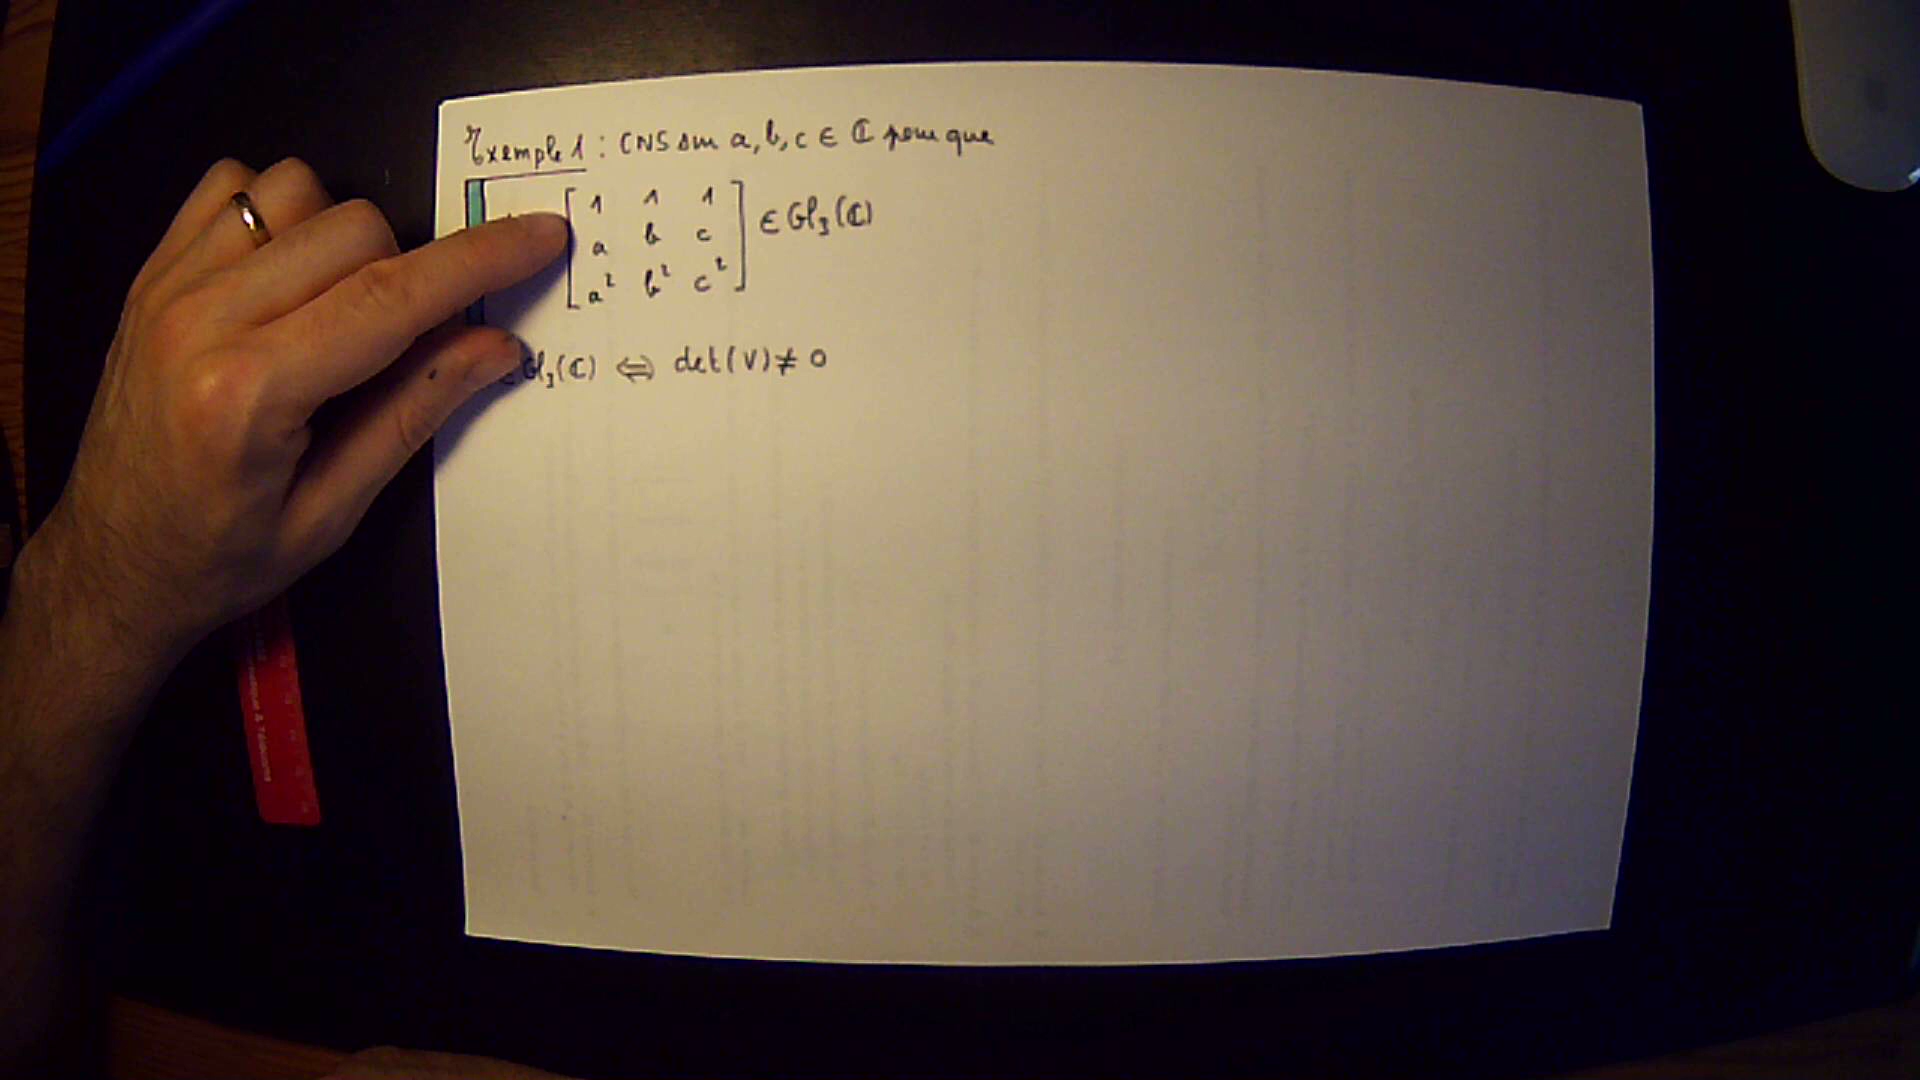 Exemple 1 : CNS sur a, b, c ∈ ℂ pour que
[ 1 1 1
a b c
a² b² c² ] ∈ Gl₃(ℂ)
∈ Gl₃(ℂ) ⇔ det(V) ≠ 0